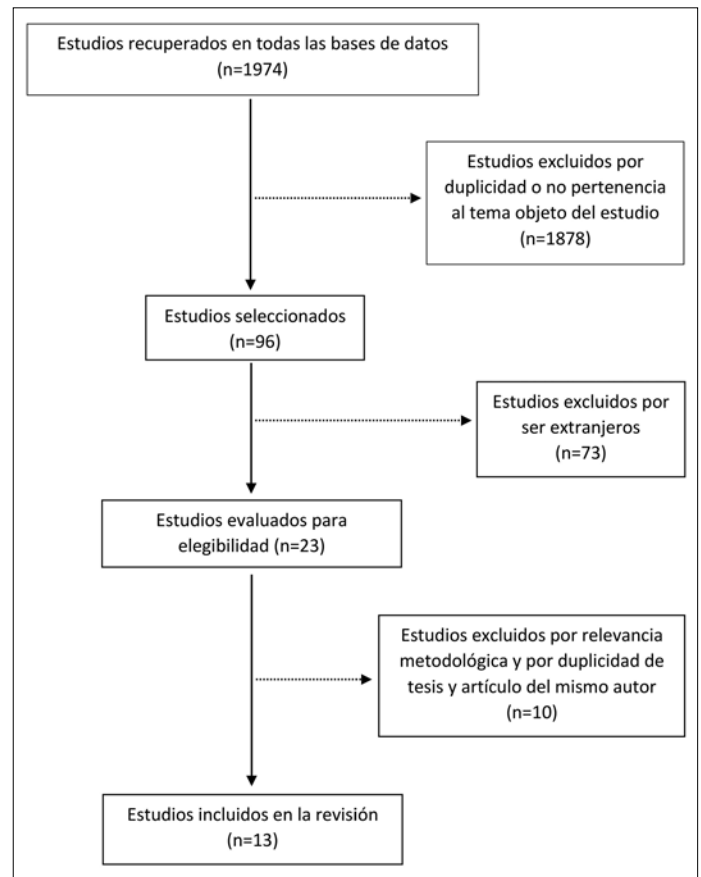 Estudios recuperados en todas las bases de datos
(n=1974)
Estudios excluidos por
duplicidad o no pertenencia
al tema objeto del estudio
(n=1878)
Estudios seleccionados
(n=96)
Estudios excluidos por
ser extranjeros
(n=73)
Estudios evaluados para
elegibilidad (n=23)
Estudios excluidos por relevancia
metodológica y por duplicidad de
tesis y artículo del mismo autor
(n=10)
Estudios incluidos en la revisión
(n=13)